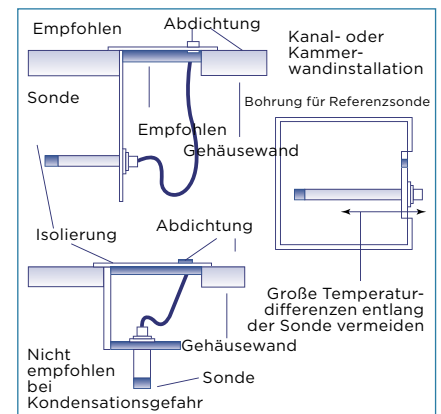 Empfohlen
Abdichtung
Kanal- oder
Kammer-
wandinstallation
Sonde
Bohrung für Referenzsonde
Empfohlen
Gehäusewand
Isolierung
Abdichtung
Große Temperatur-
differenzen entlang
der Sonde vermeiden
Gehäusewand
Nicht
empfohlen
bei
Kondensationsgefahr
Sonde